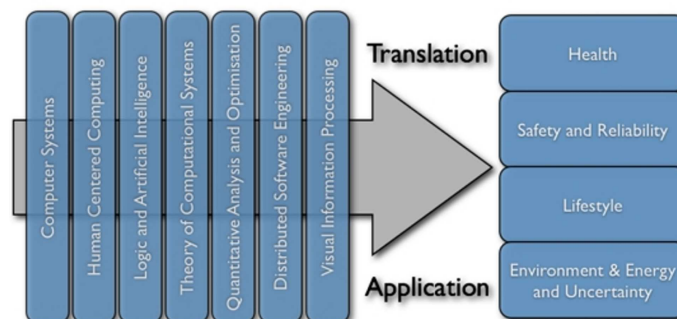 Computer Systems
Human Centered Computing
Logic and Artificial Intelligence
Theory of Computational Systems
Quantitative Analysis and Optimisation
Distributed Software Engineering
Visual Information Processing
Translation
Application
Health
Safety and Reliability
Lifestyle
Environment & Energy
and Uncertainty